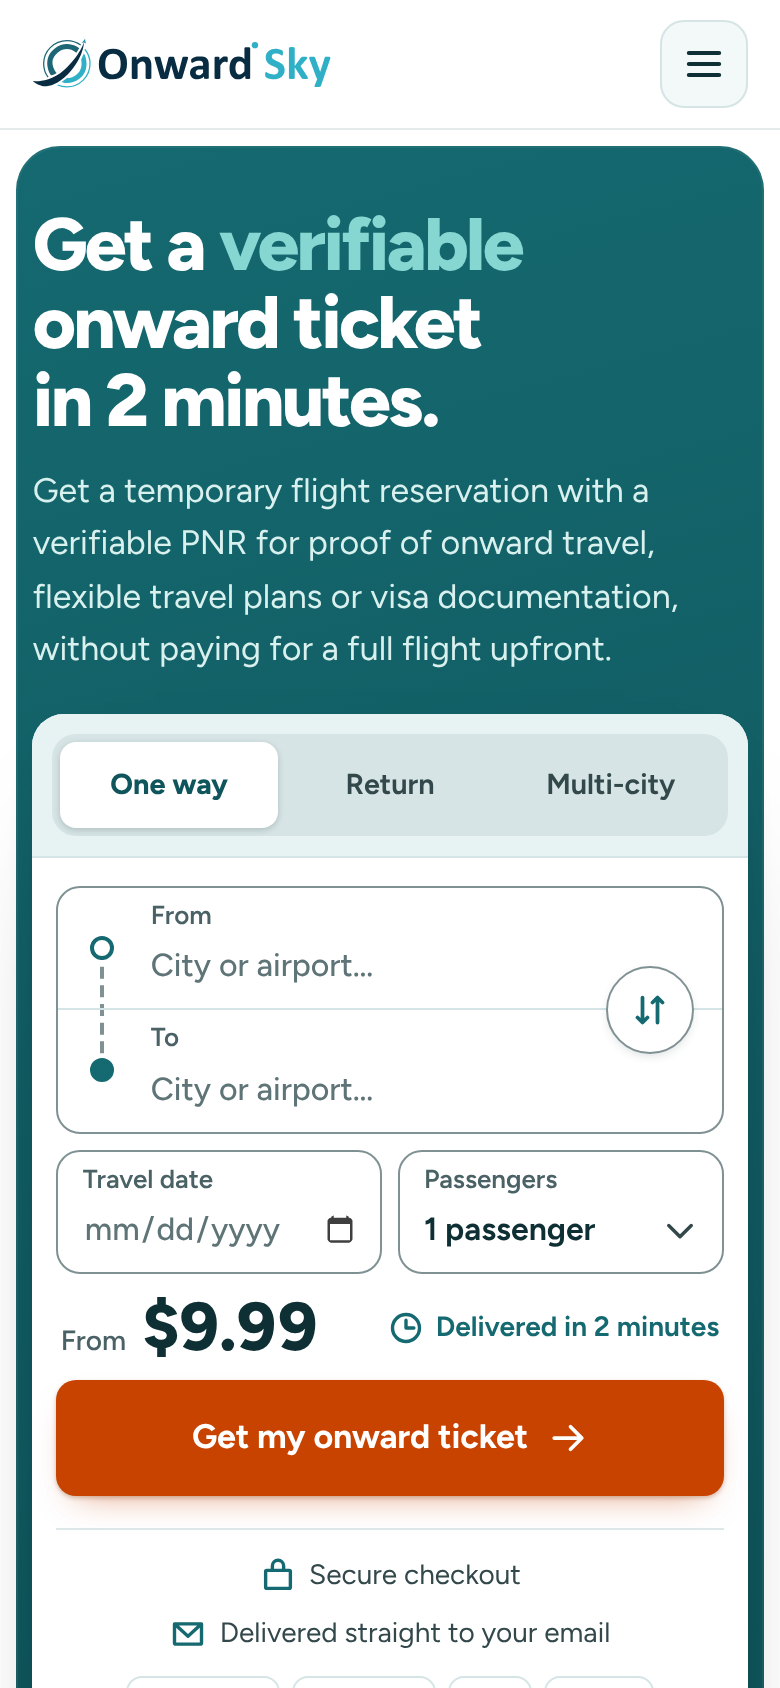 Onward Sky
Get a verifiable
onward ticket
in 2 minutes.
Get a temporary flight reservation with a
verifiable PNR for proof of onward travel,
flexible travel plans or visa documentation,
without paying for a full flight upfront.
One way Return Multi-city
From
City or airport...
To
City or airport...
Travel date Passengers
mm/dd/yyyy 1 passenger
From $9.99 Delivered in 2 minutes
Get my onward ticket →
Secure checkout
Delivered straight to your email